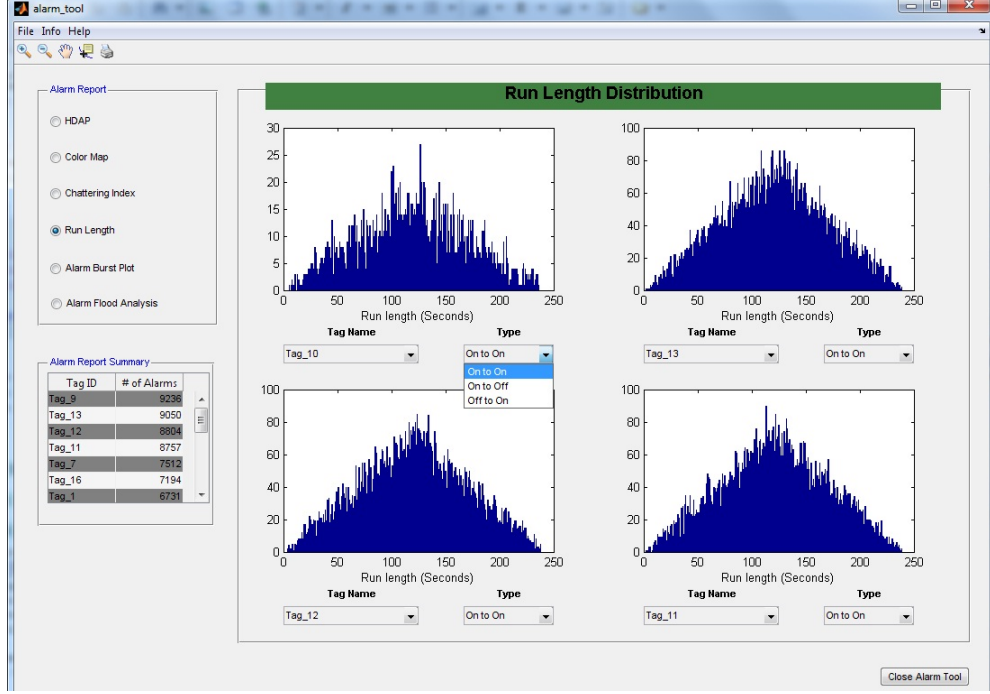 alarm_tool
File Info Help
Alarm Report
HDAP
Color Map
Chattering Index
Run Length
Alarm Burst Plot
Alarm Flood Analysis
Alarm Report Summary
Tag ID # of Alarms
Tag_9 9236
Tag_13 9050
Tag_12 8804
Tag_11 8757
Tag_7 7512
Tag_16 7194
Tag_1 6731
Run Length Distribution
30
25
20
15
10
5
0
0 50 100 150 200 250
Run length (Seconds)
Tag Name Type
Tag_10 On to On
On to On
On to Off
Off to On
100
80
60
40
20
0
0 50 100 150 200 250
Run length (Seconds)
Tag Name Type
Tag_13 On to On
100
80
60
40
20
0
0 50 100 150 200 250
Run length (Seconds)
Tag Name Type
Tag_12 On to On
100
80
60
40
20
0
0 50 100 150 200 250
Run length (Seconds)
Tag Name Type
Tag_11 On to On
Close Alarm Tool